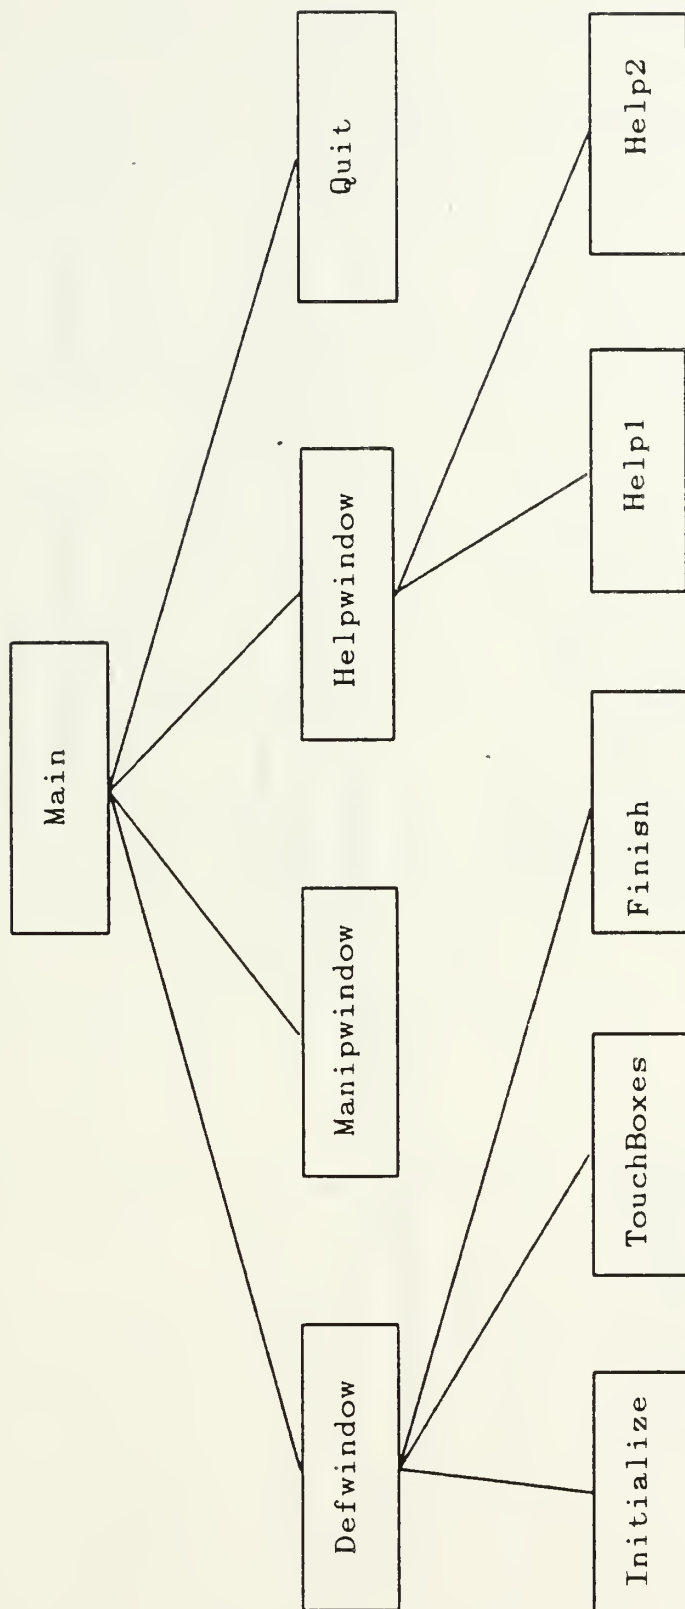 Main
Defwindow
Manipwindow
Helpwindow
Quit
Initialize
TouchBoxes
Finish
Help1
Help2